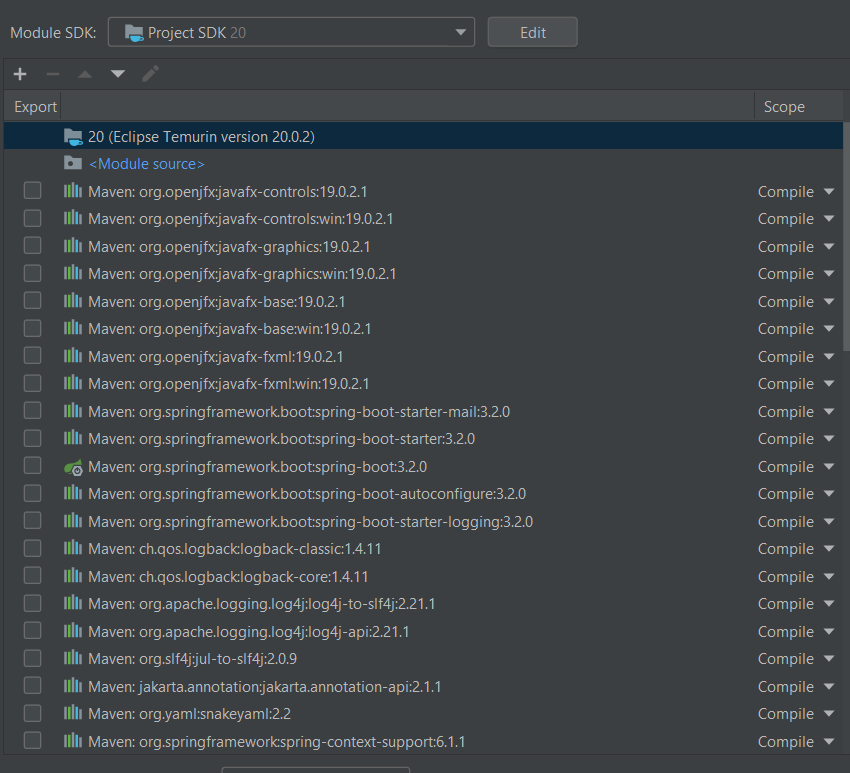 Module SDK: Project SDK 20 Edit
Export Scope
20 (Eclipse Temurin version 20.0.2)
<Module source>
Maven: org.openjfx:javafx-controls:19.0.2.1 Compile
Maven: org.openjfx:javafx-controls:win:19.0.2.1 Compile
Maven: org.openjfx:javafx-graphics:19.0.2.1 Compile
Maven: org.openjfx:javafx-graphics:win:19.0.2.1 Compile
Maven: org.openjfx:javafx-base:19.0.2.1 Compile
Maven: org.openjfx:javafx-base:win:19.0.2.1 Compile
Maven: org.openjfx:javafx-fxml:19.0.2.1 Compile
Maven: org.openjfx:javafx-fxml:win:19.0.2.1 Compile
Maven: org.springframework.boot:spring-boot-starter-mail:3.2.0 Compile
Maven: org.springframework.boot:spring-boot-starter:3.2.0 Compile
Maven: org.springframework.boot:spring-boot:3.2.0 Compile
Maven: org.springframework.boot:spring-boot-autoconfigure:3.2.0 Compile
Maven: org.springframework.boot:spring-boot-starter-logging:3.2.0 Compile
Maven: ch.qos.logback:logback-classic:1.4.11 Compile
Maven: ch.qos.logback:logback-core:1.4.11 Compile
Maven: org.apache.logging.log4j:log4j-to-slf4j:2.21.1 Compile
Maven: org.apache.logging.log4j:log4j-api:2.21.1 Compile
Maven: org.slf4j:jul-to-slf4j:2.0.9 Compile
Maven: jakarta.annotation:jakarta.annotation-api:2.1.1 Compile
Maven: org.yaml:snakeyaml:2.2 Compile
Maven: org.springframework:spring-context-support:6.1.1 Compile